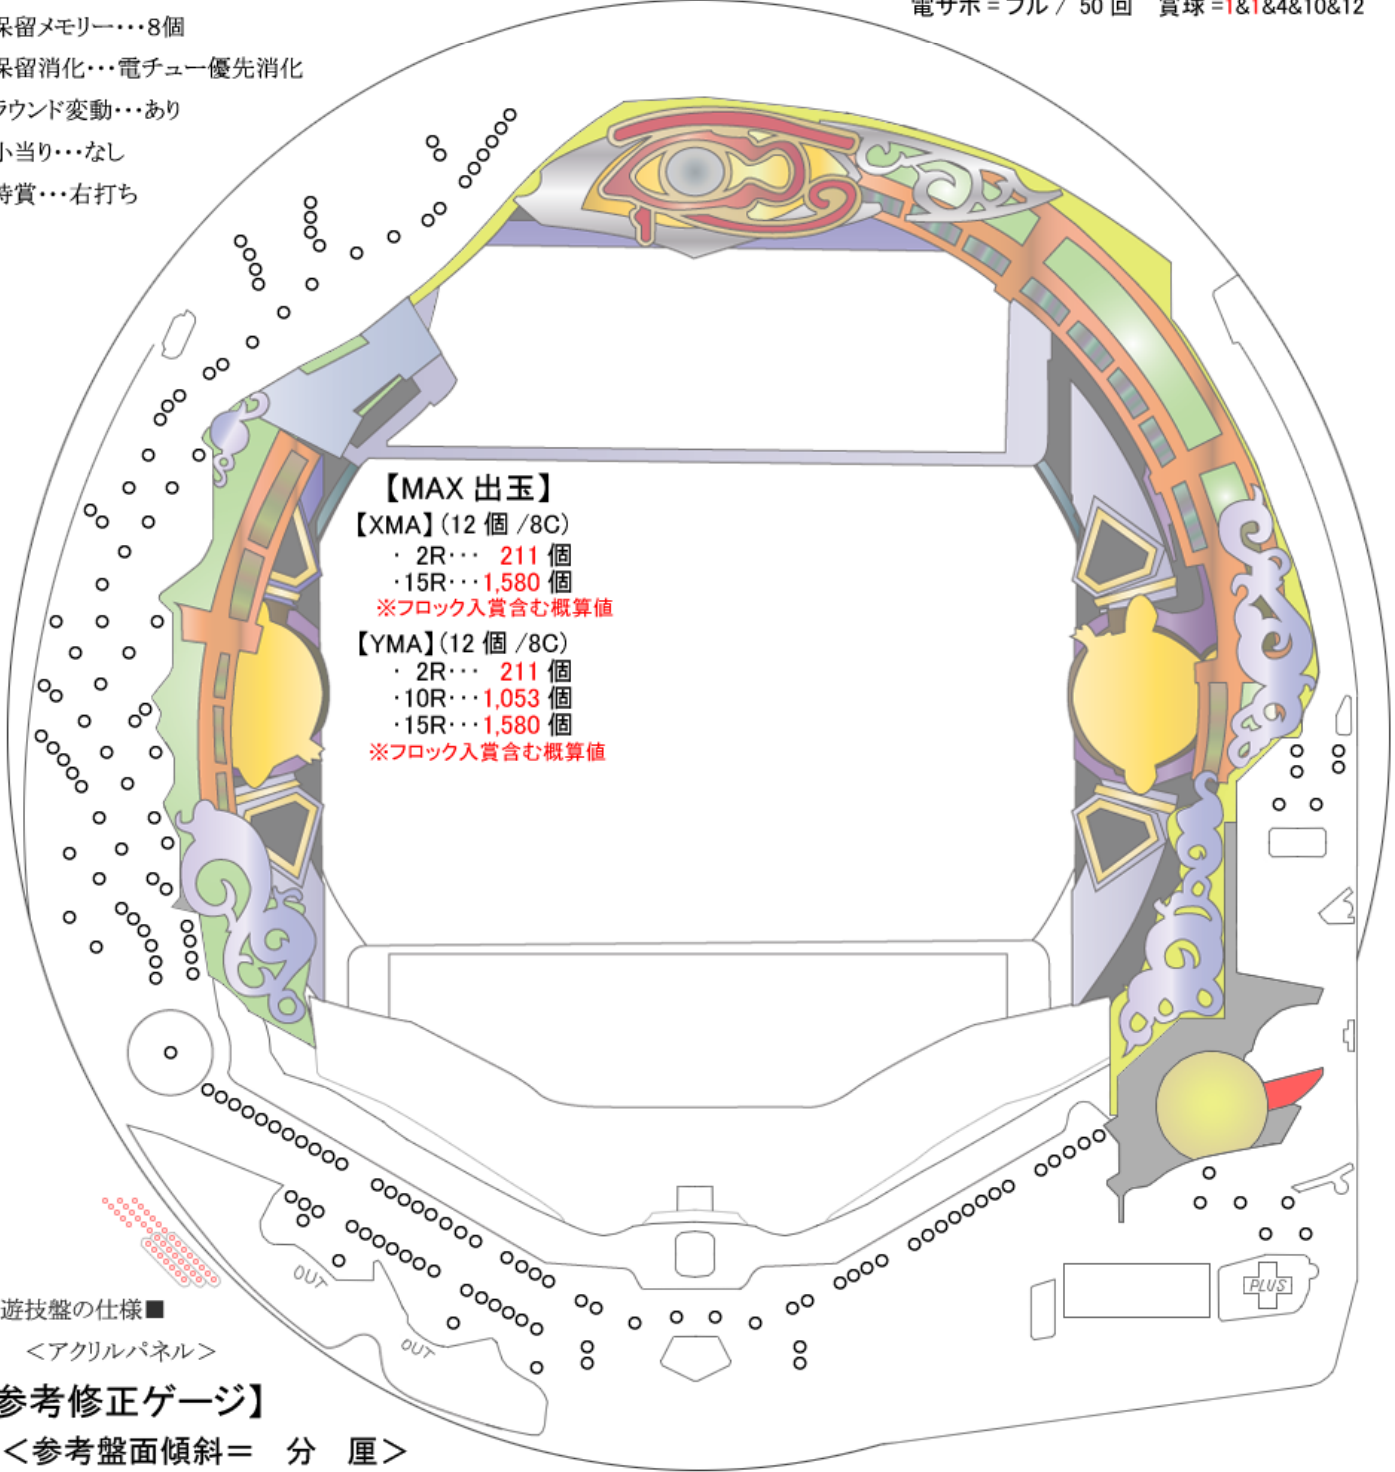 保留メモリー・・・8個
電サポ = フル / 50 回 賞球 =1&1&4&10&12
保留消化・・・電チュー優先消化
ラウンド変動・・・あり
小当り・・・なし
特賞・・・右打ち
【MAX 出玉】
【XMA】(12 個 /8C)
・ 2R・・・ 211 個
・15R・・・1,580 個
※フロック入賞含む概算値
【YMA】(12 個 /8C)
・ 2R・・・ 211 個
・10R・・・1,053 個
・15R・・・1,580 個
※フロック入賞含む概算値
OUT
PLUS
OUT
遊技盤の仕様■
＜アクリルパネル＞
参考修正ゲージ】
＜参考盤面傾斜＝ 分 厘＞